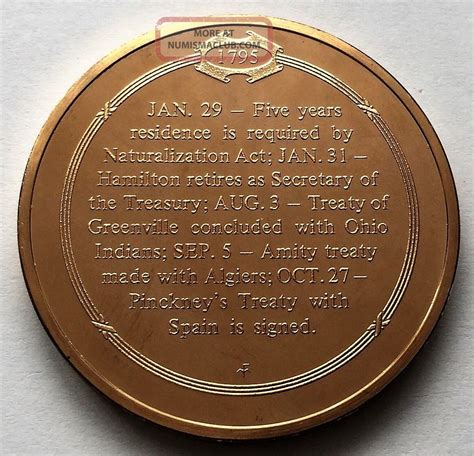 MORE AT
NUMISMACLUB.COM
1795
JAN. 29 – Five years
residence is required by
Naturalization Act; JAN. 31 –
Hamilton retires as Secretary of
the Treasury; AUG. 3 – Treaty of
Greenville concluded with Ohio
Indians; SEP. 5 – Amity treaty
made with Algiers; OCT. 27 –
Pinckney's Treaty with
Spain is signed.